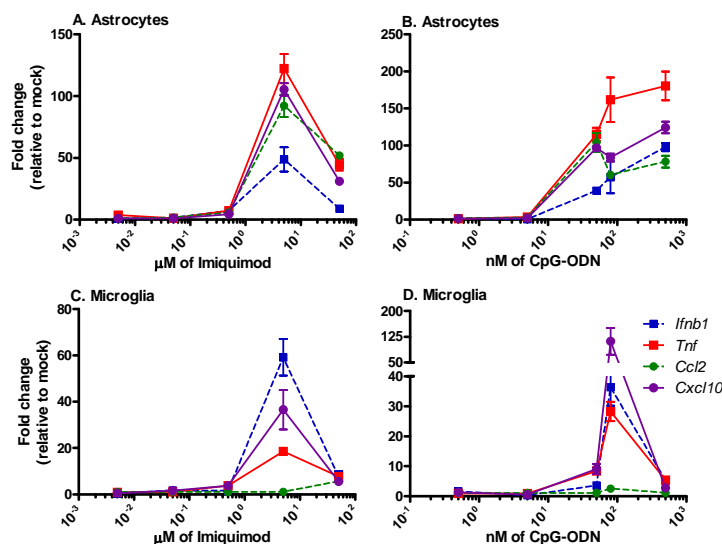 A. Astrocytes
Fold change
(relative to mock)
150
100
50
0
10-3
10-2
10-1
100
101
102
μM of Imiquimod
B. Astrocytes
250
200
150
100
50
0
10-1
100
101
102
103
nM of CpG-ODN
C. Microglia
Fold change
(relative to mock)
80
60
40
20
0
10-3
10-2
10-1
100
101
102
μM of Imiquimod
D. Microglia
200
125
50
40
30
20
10
0
10-1
100
101
102
103
nM of CpG-ODN
Ifnb1
Tnf
Ccl2
Cxcl10